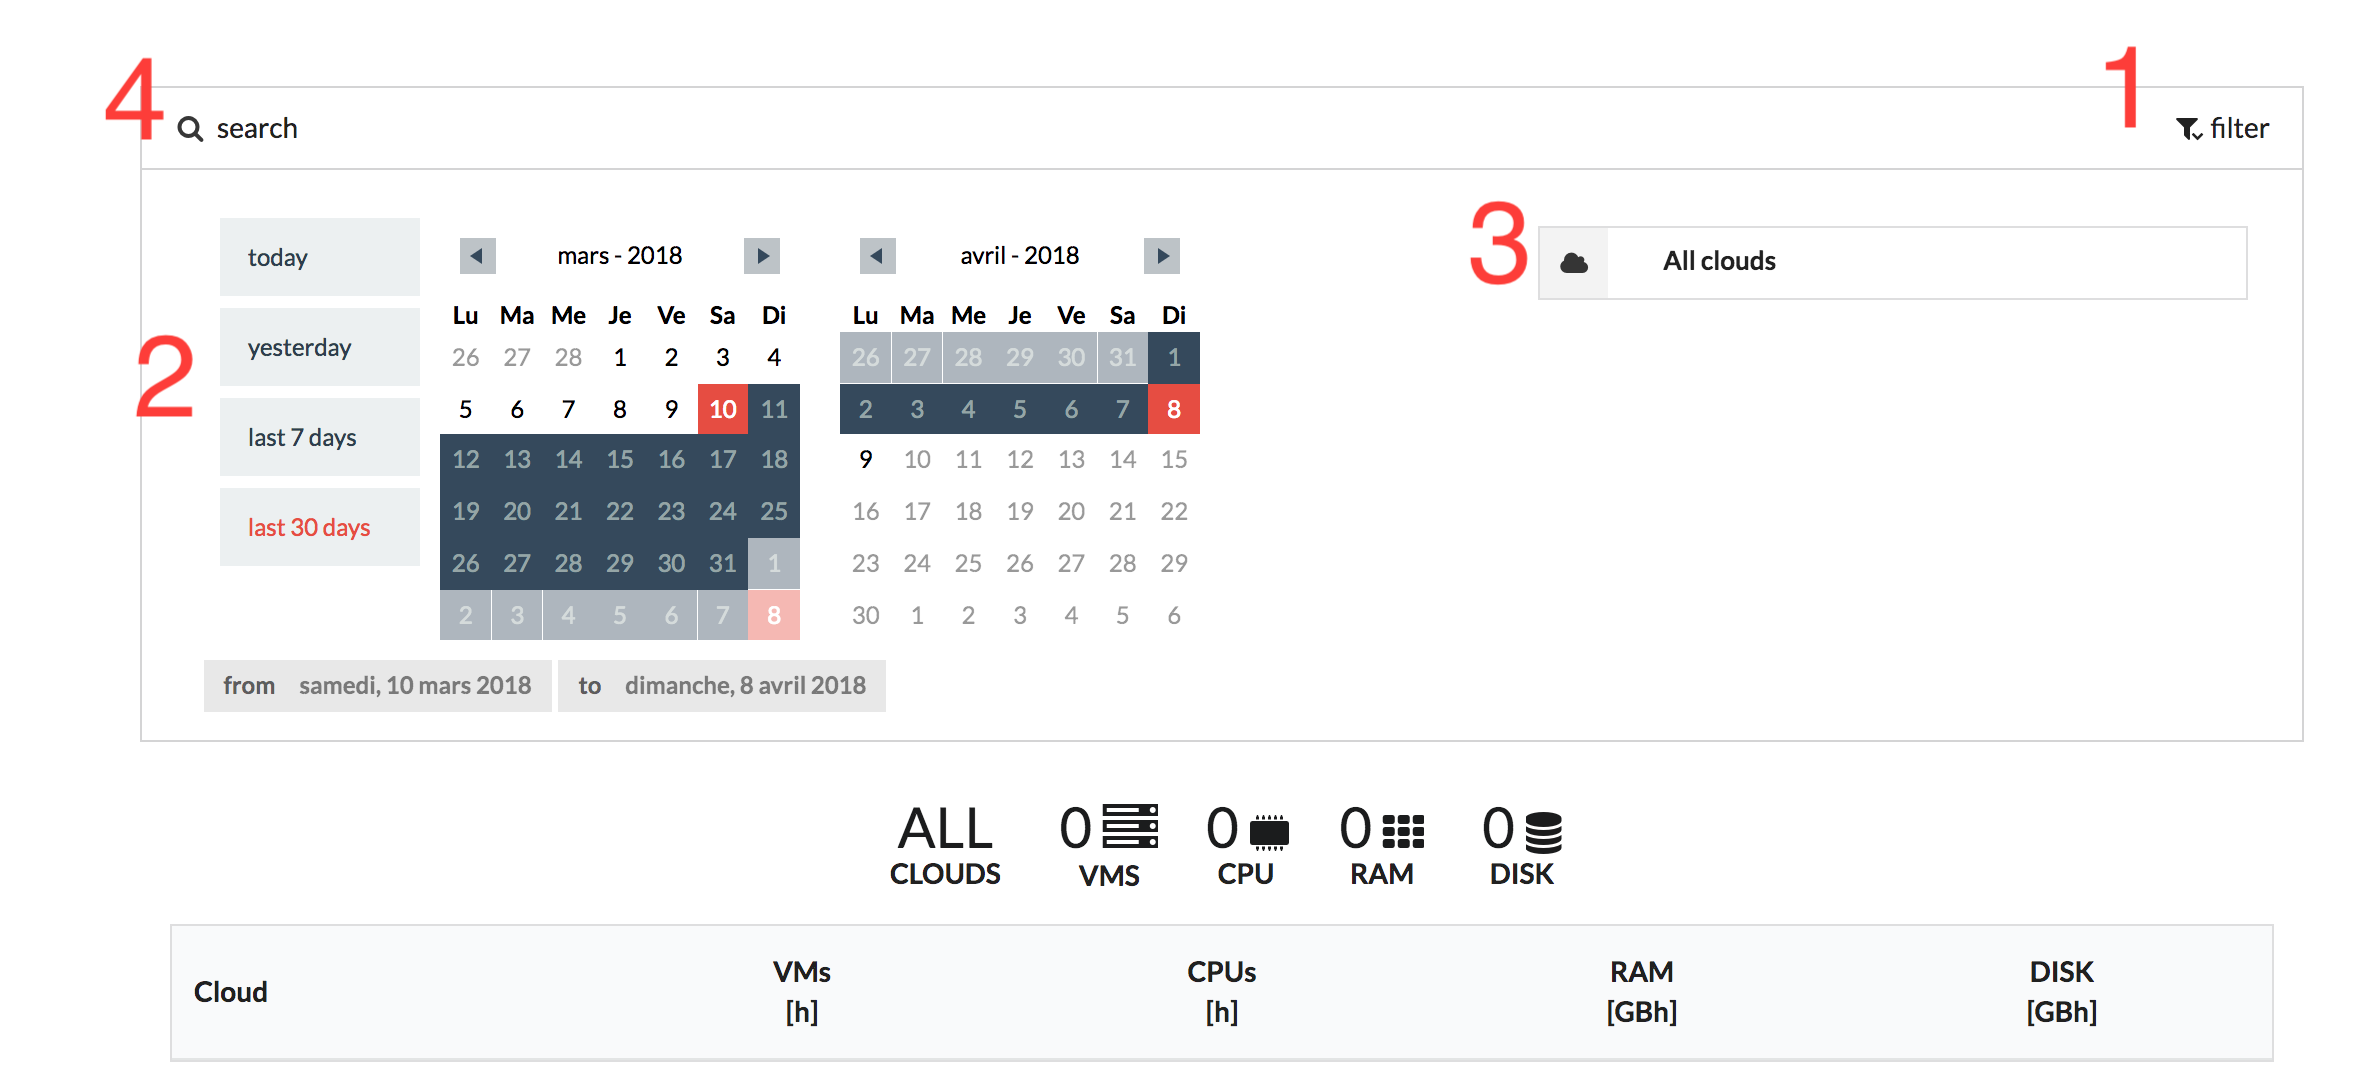 4 search 1 filter
today
yesterday
last 7 days
last 30 days
2
mars - 2018
Lu Ma Me Je Ve Sa Di
26 27 28 1 2 3 4
5 6 7 8 9 10 11
12 13 14 15 16 17 18
19 20 21 22 23 24 25
26 27 28 29 30 31 1
2 3 4 5 6 7 8
avril - 2018
Lu Ma Me Je Ve Sa Di
26 27 28 29 30 31 1
2 3 4 5 6 7 8
9 10 11 12 13 14 15
16 17 18 19 20 21 22
23 24 25 26 27 28 29
30 1 2 3 4 5 6
3 All clouds
from samedi, 10 mars 2018 to dimanche, 8 avril 2018
ALL 0 0 0 0
CLOUDS VMS CPU RAM DISK
Cloud VMs CPUs RAM DISK
[h] [h] [GBh] [GBh]